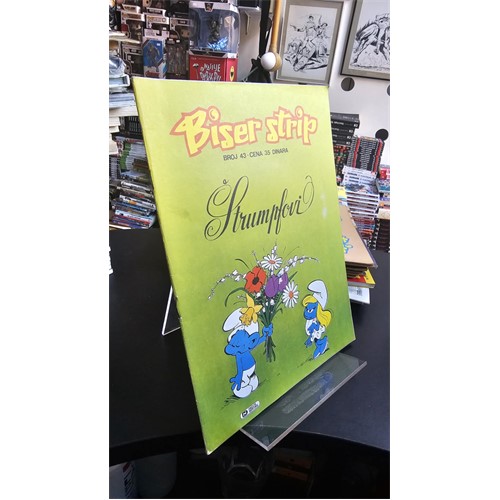 Biser strip
BROJ 43 · CENA 35 DINARA
Štrumpfovi